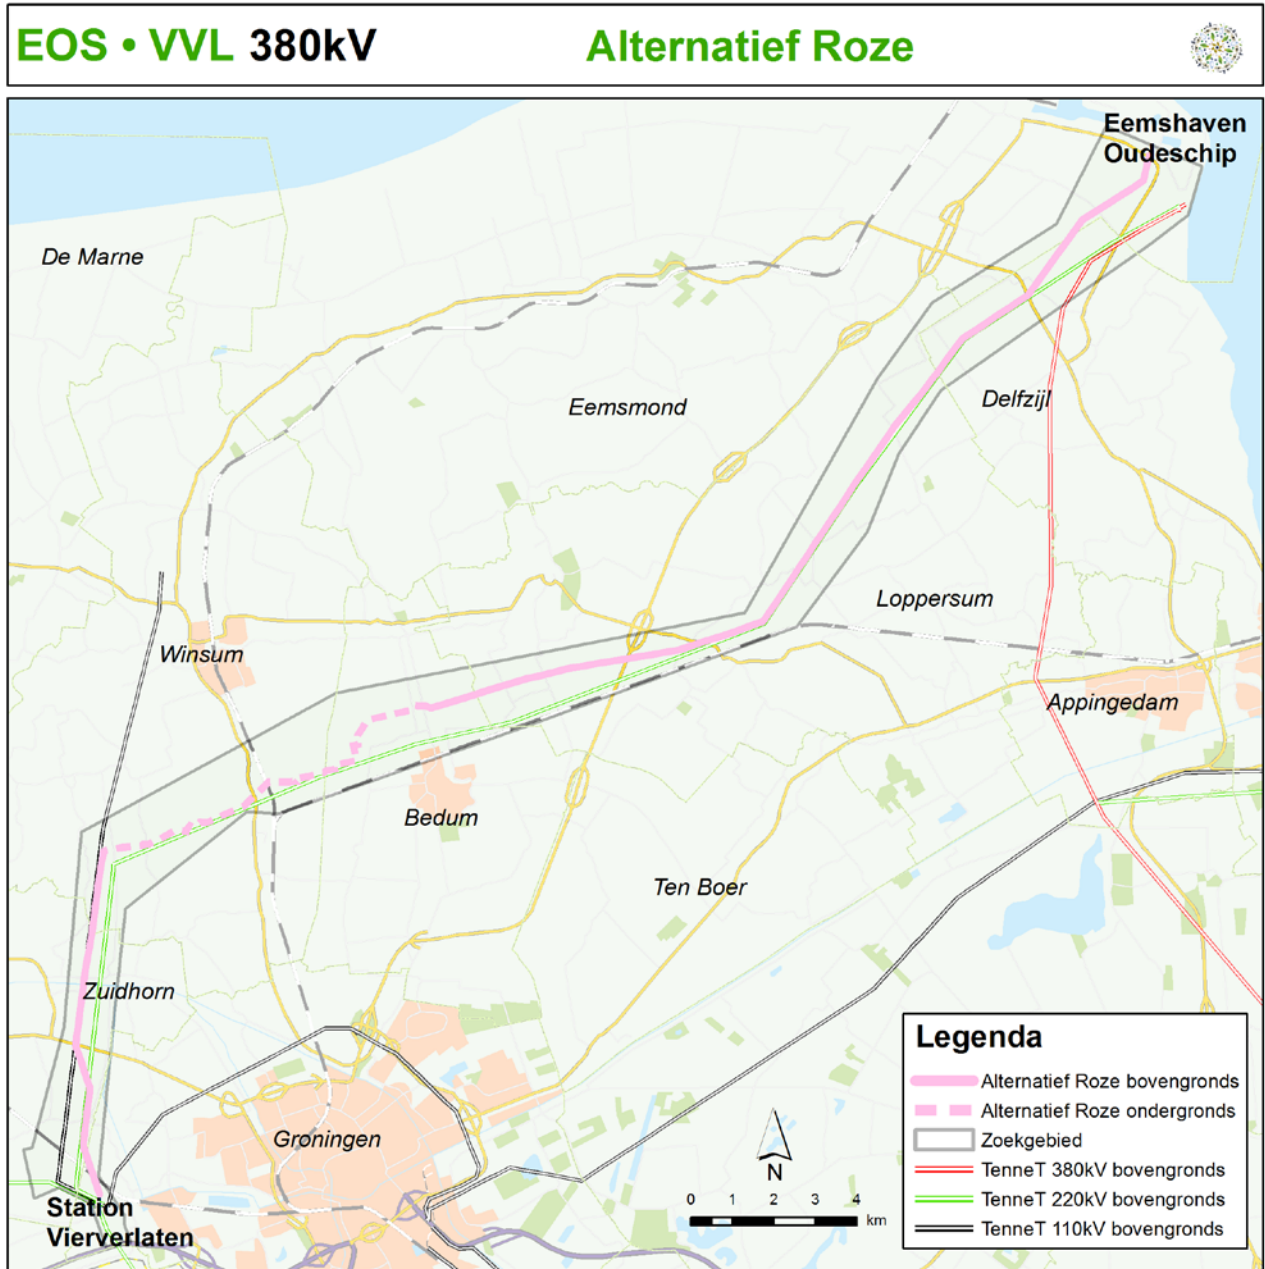 EOS • VVL 380kV
Alternatief Roze
Eemshaven
Oudeschip
De Marne
Eemsmond
Delfzijl
Loppersum
Winsum
Appingedam
Bedum
Ten Boer
Zuidhorn
Groningen
Station
Vierverlaten
N
0 1 2 3 4
km
Legenda
Alternatief Roze bovengronds
Alternatief Roze ondergronds
Zoekgebied
TenneT 380kV bovengronds
TenneT 220kV bovengronds
TenneT 110kV bovengronds